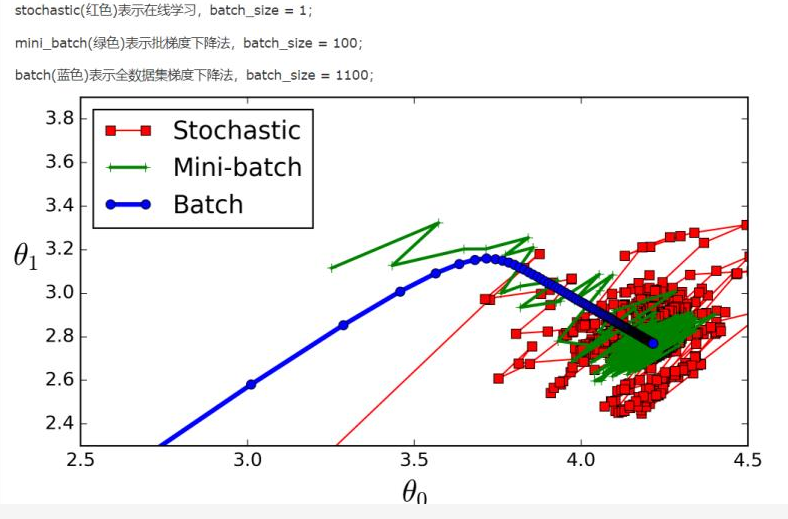 stochastic(红色)表示在线学习，batch_size = 1;
mini_batch(绿色)表示批梯度下降法，batch_size = 100;
batch(蓝色)表示全数据集梯度下降法，batch_size = 1100;
3.8
3.6
3.4
3.2
3.0
2.8
2.6
2.4
θ1
Stochastic
Mini-batch
Batch
2.5 3.0 3.5 4.0 4.5
θ0